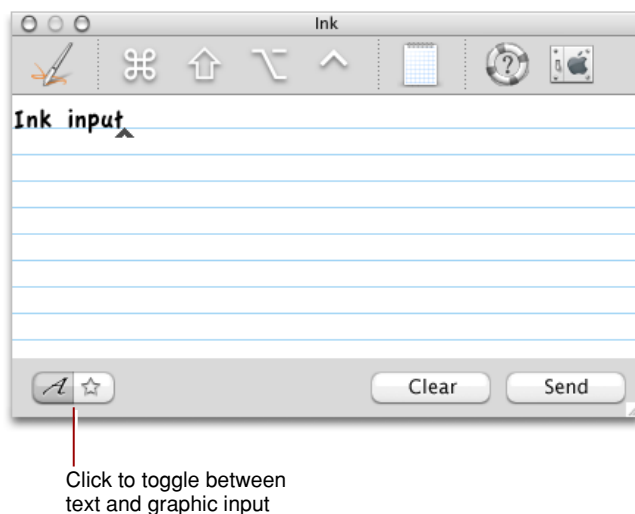 Ink
⌘ ⇧ ⌥ ⌃ ?
Ink input
A Clear Send
Click to toggle between
text and graphic input